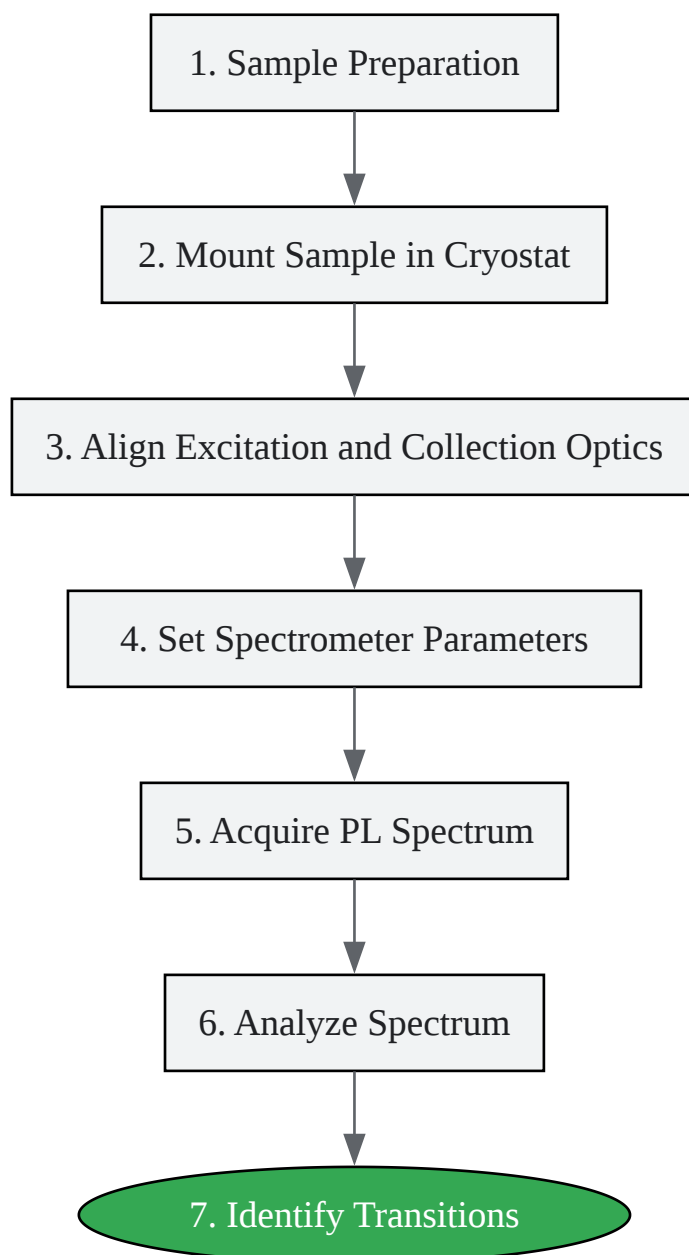 1. Sample Preparation
2. Mount Sample in Cryostat
3. Align Excitation and Collection Optics
4. Set Spectrometer Parameters
5. Acquire PL Spectrum
6. Analyze Spectrum
7. Identify Transitions